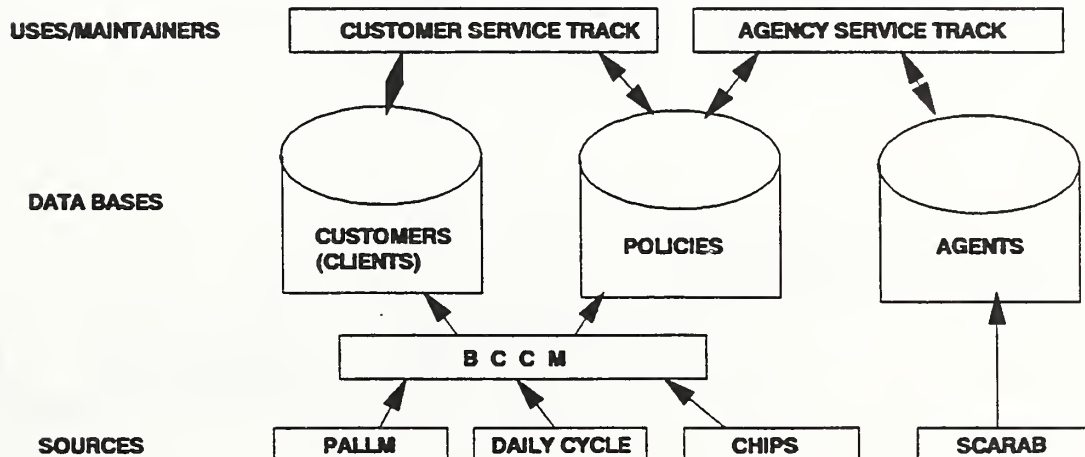 USES/MAINTAINERS
CUSTOMER SERVICE TRACK
AGENCY SERVICE TRACK
DATA BASES
CUSTOMERS
(CLIENTS)
POLICIES
AGENTS
B C C M
SOURCES
PALLM
DAILY CYCLE
CHIPS
SCARAB